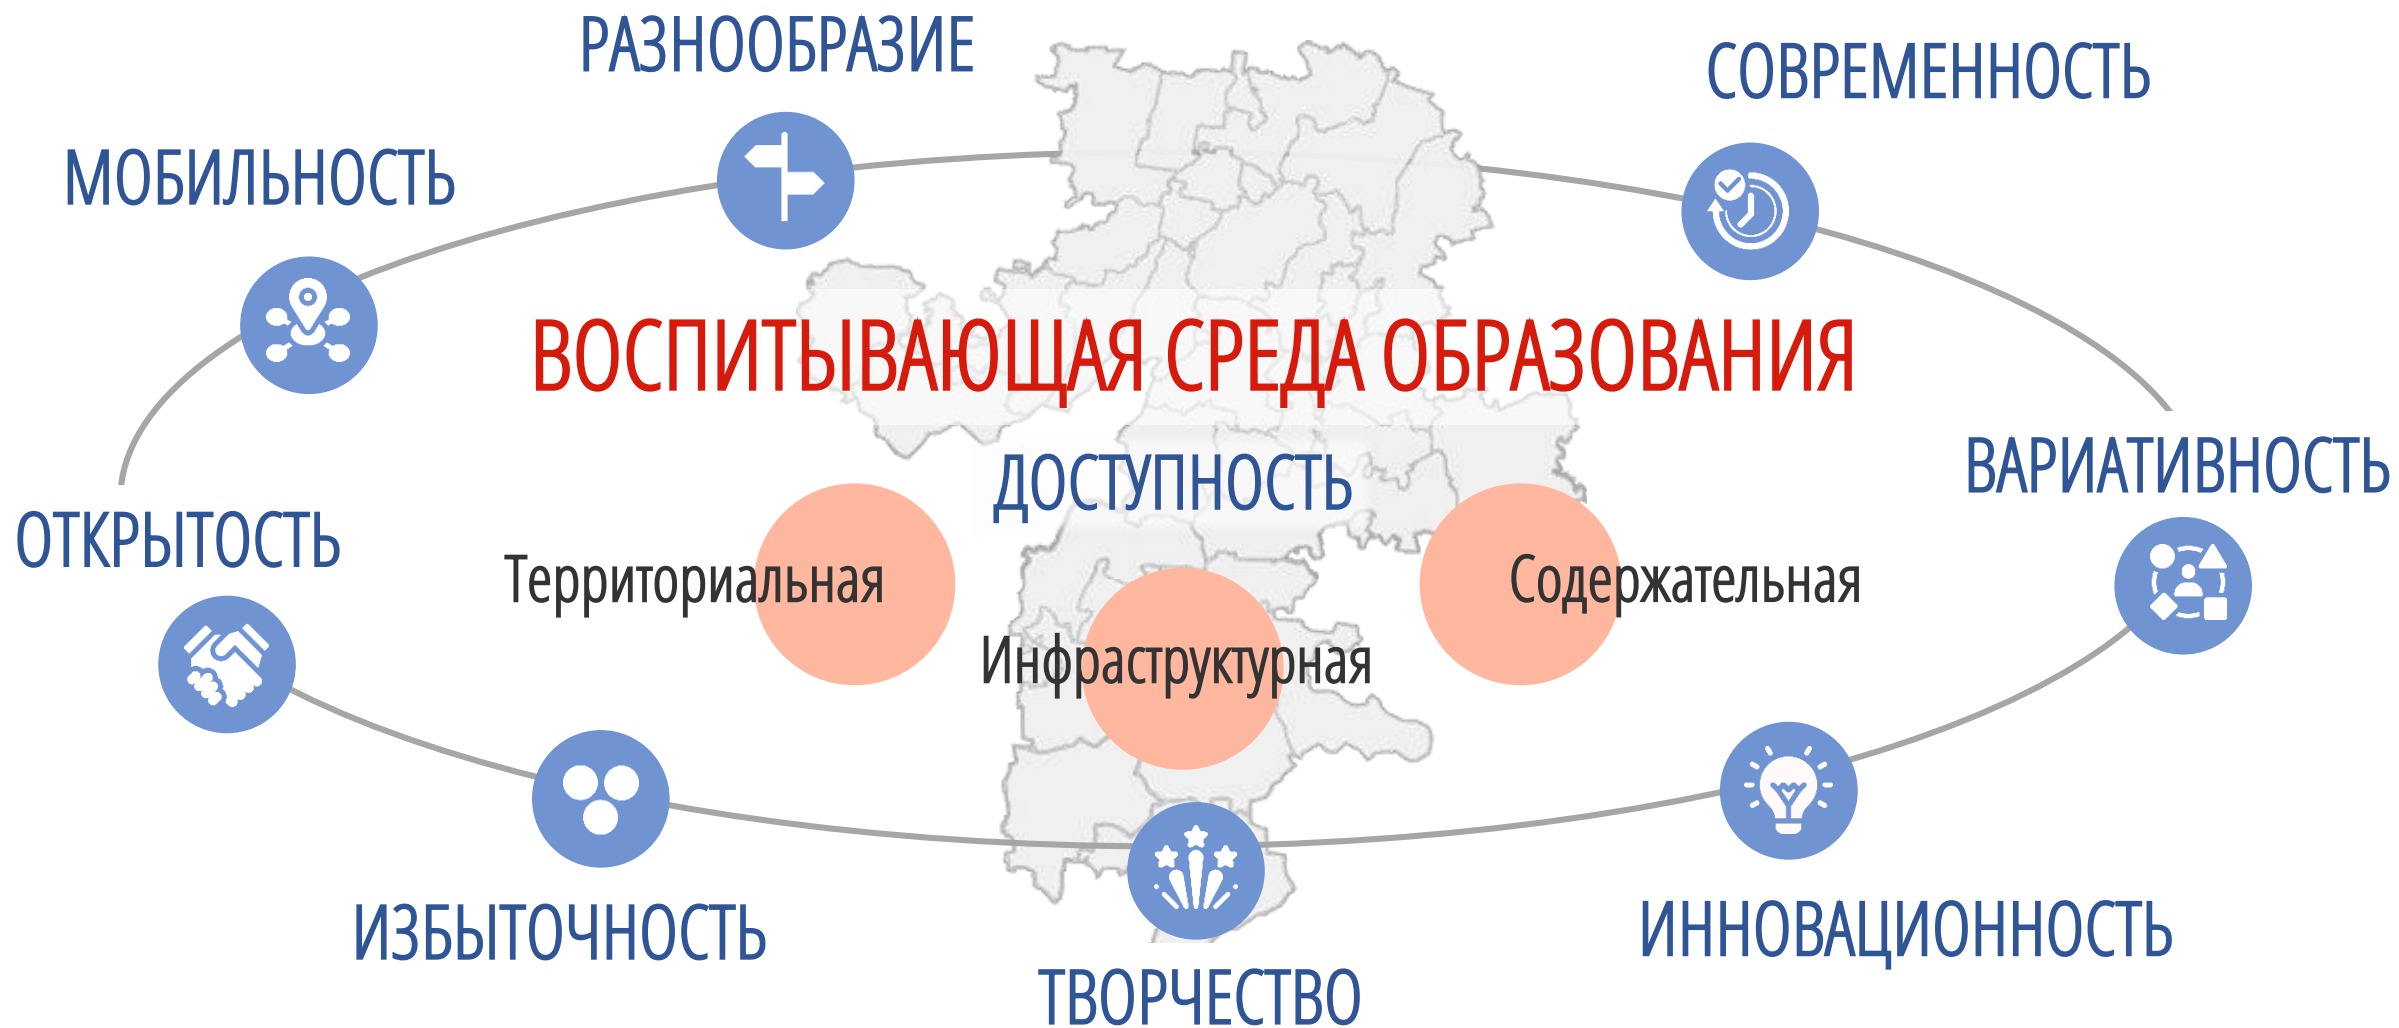 РАЗНООБРАЗИЕ
СОВРЕМЕННОСТЬ
МОБИЛЬНОСТЬ
ВОСПИТЫВАЮЩАЯ СРЕДА ОБРАЗОВАНИЯ
ВАРИАТИВНОСТЬ
ДОСТУПНОСТЬ
ОТКРЫТОСТЬ
Территориальная
Содержательная
Инфраструктурная
ИЗБЫТОЧНОСТЬ
ИННОВАЦИОННОСТЬ
ТВОРЧЕСТВО